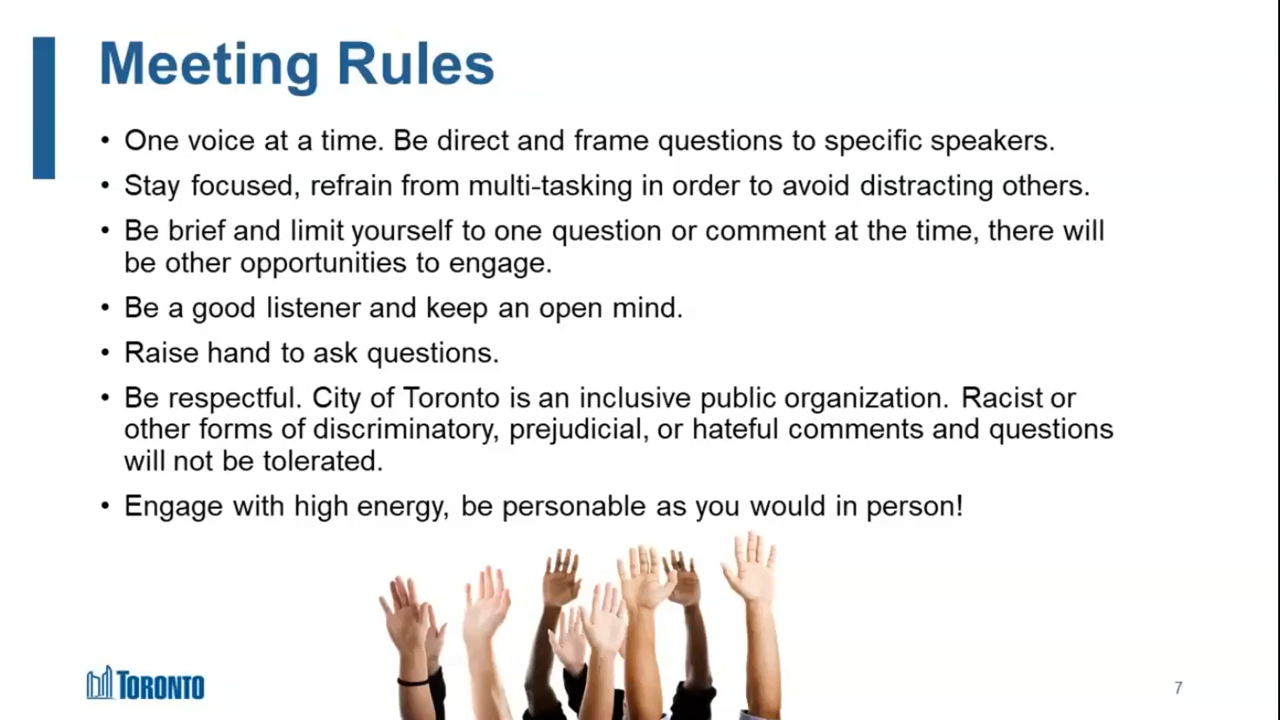 Meeting Rules
• One voice at a time. Be direct and frame questions to specific speakers.
• Stay focused, refrain from multi-tasking in order to avoid distracting others.
• Be brief and limit yourself to one question or comment at the time, there will
be other opportunities to engage.
• Be a good listener and keep an open mind.
• Raise hand to ask questions.
• Be respectful. City of Toronto is an inclusive public organization. Racist or
other forms of discriminatory, prejudicial, or hateful comments and questions
will not be tolerated.
• Engage with high energy, be personable as you would in person!
TORONTO
7